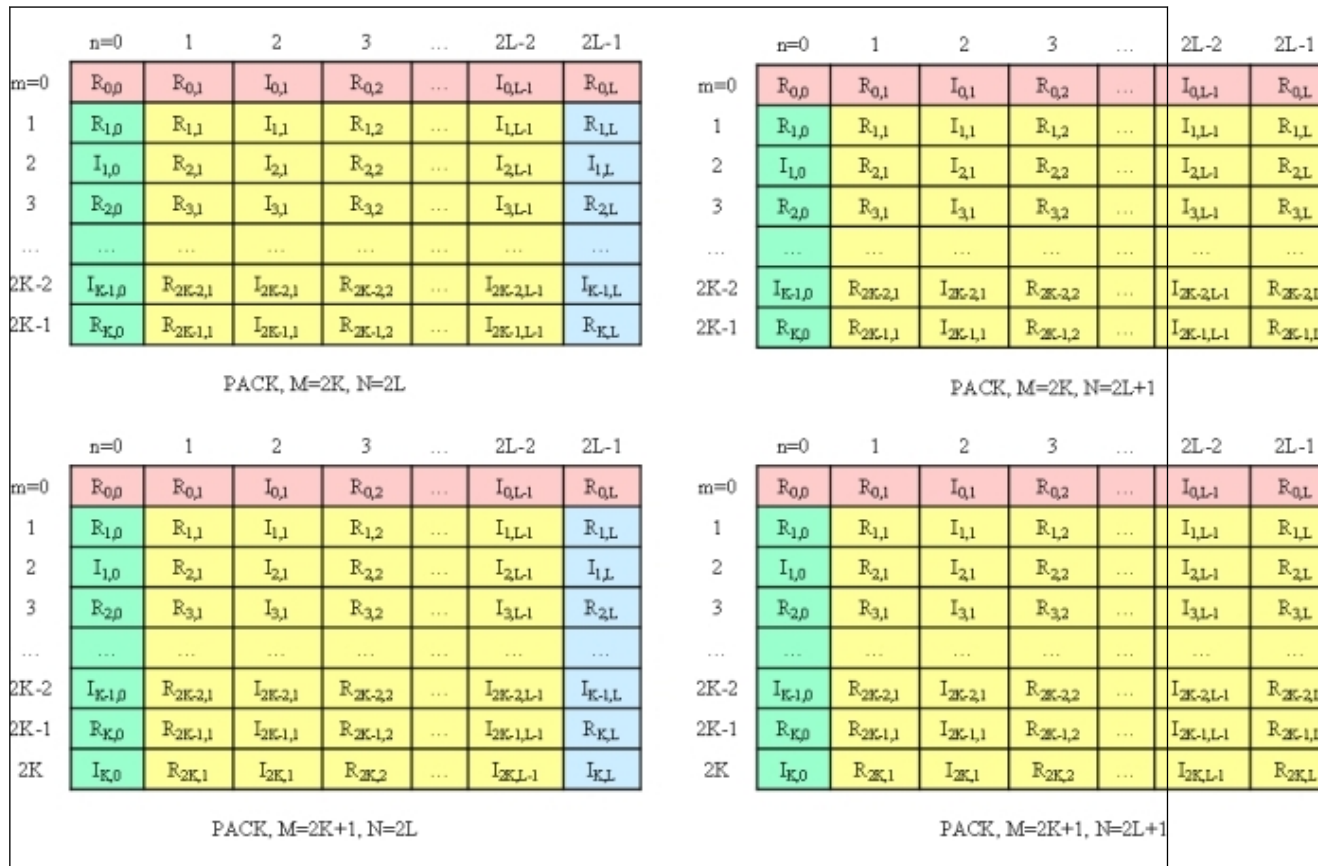 n=0 1 2 3 ... 2L-2 2L-1
m=0 R0,0 R0,1 I0,1 R0,2 ... I0,L-1 R0,L
1 R1,0 R1,1 I1,1 R1,2 ... I1,L-1 R1,L
2 I1,0 R2,1 I2,1 R2,2 ... I2,L-1 I1,L
3 R2,0 R3,1 I3,1 R3,2 ... I3,L-1 R2,L
... ... ... ... ... ... ... ...
2K-2 IK-1,0 R2K-2,1 I2K-2,1 R2K-2,2 ... I2K-2,L-1 IK-1,L
2K-1 RK,0 R2K-1,1 I2K-1,1 R2K-1,2 ... I2K-1,L-1 RK,L
PACK, M=2K, N=2L
n=0 1 2 3 ... 2L-2 2L-1
m=0 R0,0 R0,1 I0,1 R0,2 ... I0,L-1 R0,L
1 R1,0 R1,1 I1,1 R1,2 ... I1,L-1 R1,L
2 I1,0 R2,1 I2,1 R2,2 ... I2,L-1 R2,L
3 R2,0 R3,1 I3,1 R3,2 ... I3,L-1 R3,L
... ... ... ... ... ... ... ...
2K-2 IK-1,0 R2K-2,1 I2K-2,1 R2K-2,2 ... I2K-2,L-1 R2K-2,L
2K-1 RK,0 R2K-1,1 I2K-1,1 R2K-1,2 ... I2K-1,L-1 R2K-1,L
PACK, M=2K, N=2L+1
n=0 1 2 3 ... 2L-2 2L-1
m=0 R0,0 R0,1 I0,1 R0,2 ... I0,L-1 R0,L
1 R1,0 R1,1 I1,1 R1,2 ... I1,L-1 R1,L
2 I1,0 R2,1 I2,1 R2,2 ... I2,L-1 I1,L
3 R2,0 R3,1 I3,1 R3,2 ... I3,L-1 R2,L
... ... ... ... ... ... ... ...
2K-2 IK-1,0 R2K-2,1 I2K-2,1 R2K-2,2 ... I2K-2,L-1 IK-1,L
2K-1 RK,0 R2K-1,1 I2K-1,1 R2K-1,2 ... I2K-1,L-1 RK,L
2K IK,0 R2K,1 I2K,1 R2K,2 ... I2K,L-1 IK,L
PACK, M=2K+1, N=2L
n=0 1 2 3 ... 2L-2 2L-1
m=0 R0,0 R0,1 I0,1 R0,2 ... I0,L-1 R0,L
1 R1,0 R1,1 I1,1 R1,2 ... I1,L-1 R1,L
2 I1,0 R2,1 I2,1 R2,2 ... I2,L-1 R2,L
3 R2,0 R3,1 I3,1 R3,2 ... I3,L-1 R3,L
... ... ... ... ... ... ... ...
2K-2 IK-1,0 R2K-2,1 I2K-2,1 R2K-2,2 ... I2K-2,L-1 R2K-2,L
2K-1 RK,0 R2K-1,1 I2K-1,1 R2K-1,2 ... I2K-1,L-1 R2K-1,L
2K IK,0 R2K,1 I2K,1 R2K,2 ... I2K,L-1 R2K,L
PACK, M=2K+1, N=2L+1